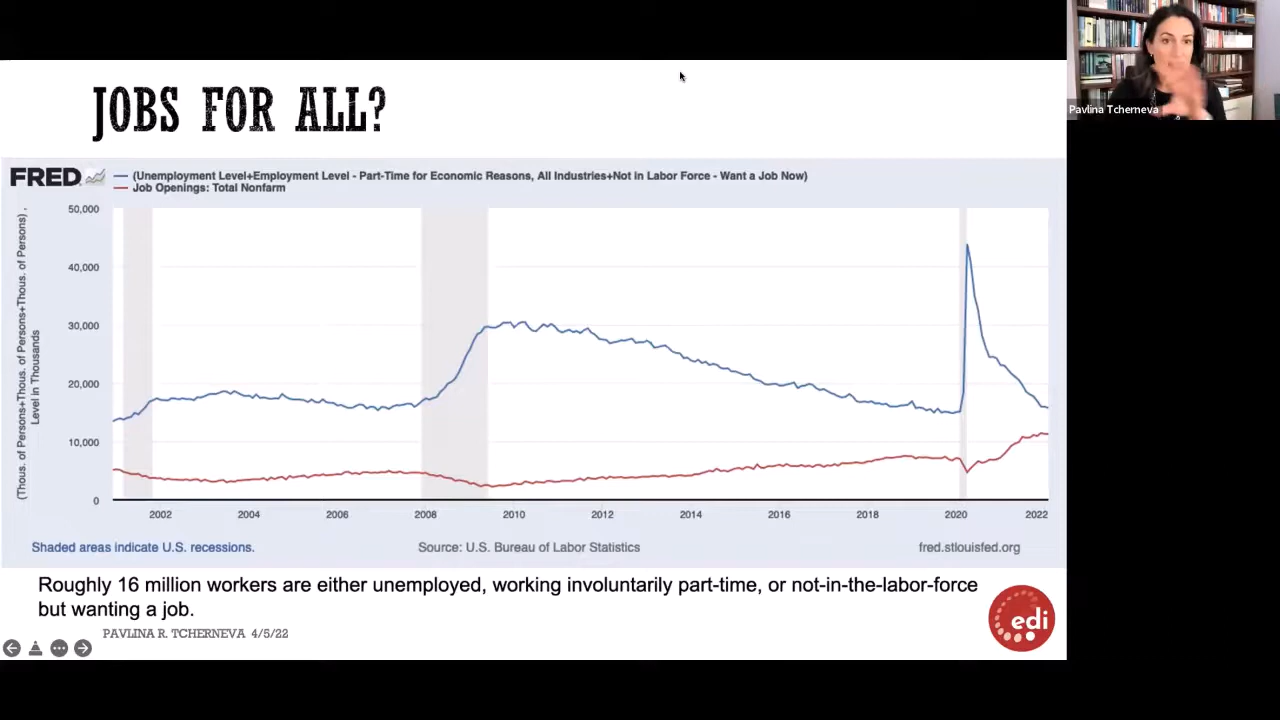 Pavlina Tcherneva
JOBS FOR ALL?
FRED
(Unemployment Level+Employment Level - Part-Time for Economic Reasons, All Industries+Not in Labor Force - Want a Job Now)
Job Openings: Total Nonfarm
(Thous. of Persons+Thous. of Persons+Thous. of Persons) ,
Level in Thousands
50,000
40,000
30,000
20,000
10,000
0
2002 2004 2006 2008 2010 2012 2014 2016 2018 2020 2022
Shaded areas indicate U.S. recessions. Source: U.S. Bureau of Labor Statistics fred.stlouisfed.org
Roughly 16 million workers are either unemployed, working involuntarily part-time, or not-in-the-labor-force
but wanting a job.
PAVLINA R. TCHERNEVA 4/5/22
edi